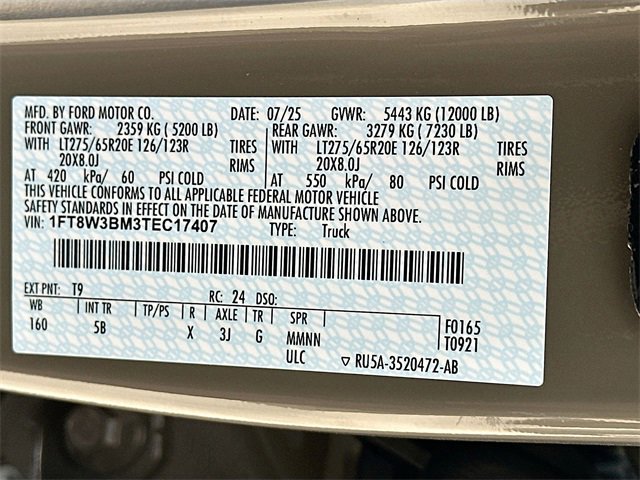 MFD. BY FORD MOTOR CO. DATE: 07/25 GVWR: 5443 KG (12000 LB)
FRONT GAWR: 2359 KG (5200 LB) REAR GAWR: 3279 KG (7230 LB)
WITH LT275/65R20E 126/123R TIRES WITH LT275/65R20E 126/123R TIRES
20X8.0J RIMS 20X8.0J RIMS
AT 420 kPa/ 60 PSI COLD AT 550 kPa/ 80 PSI COLD
THIS VEHICLE CONFORMS TO ALL APPLICABLE FEDERAL MOTOR VEHICLE
SAFETY STANDARDS IN EFFECT ON THE DATE OF MANUFACTURE SHOWN ABOVE.
VIN: 1FT8W3BM3TEC17407 TYPE: Truck
EXT PNT: T9 RC: 24 DSO:
WB INT TR TP/PS R AXLE TR SPR F0165
160 5B X 3J G MMNN T0921
ULC ▽ RU5A-3520472-AB